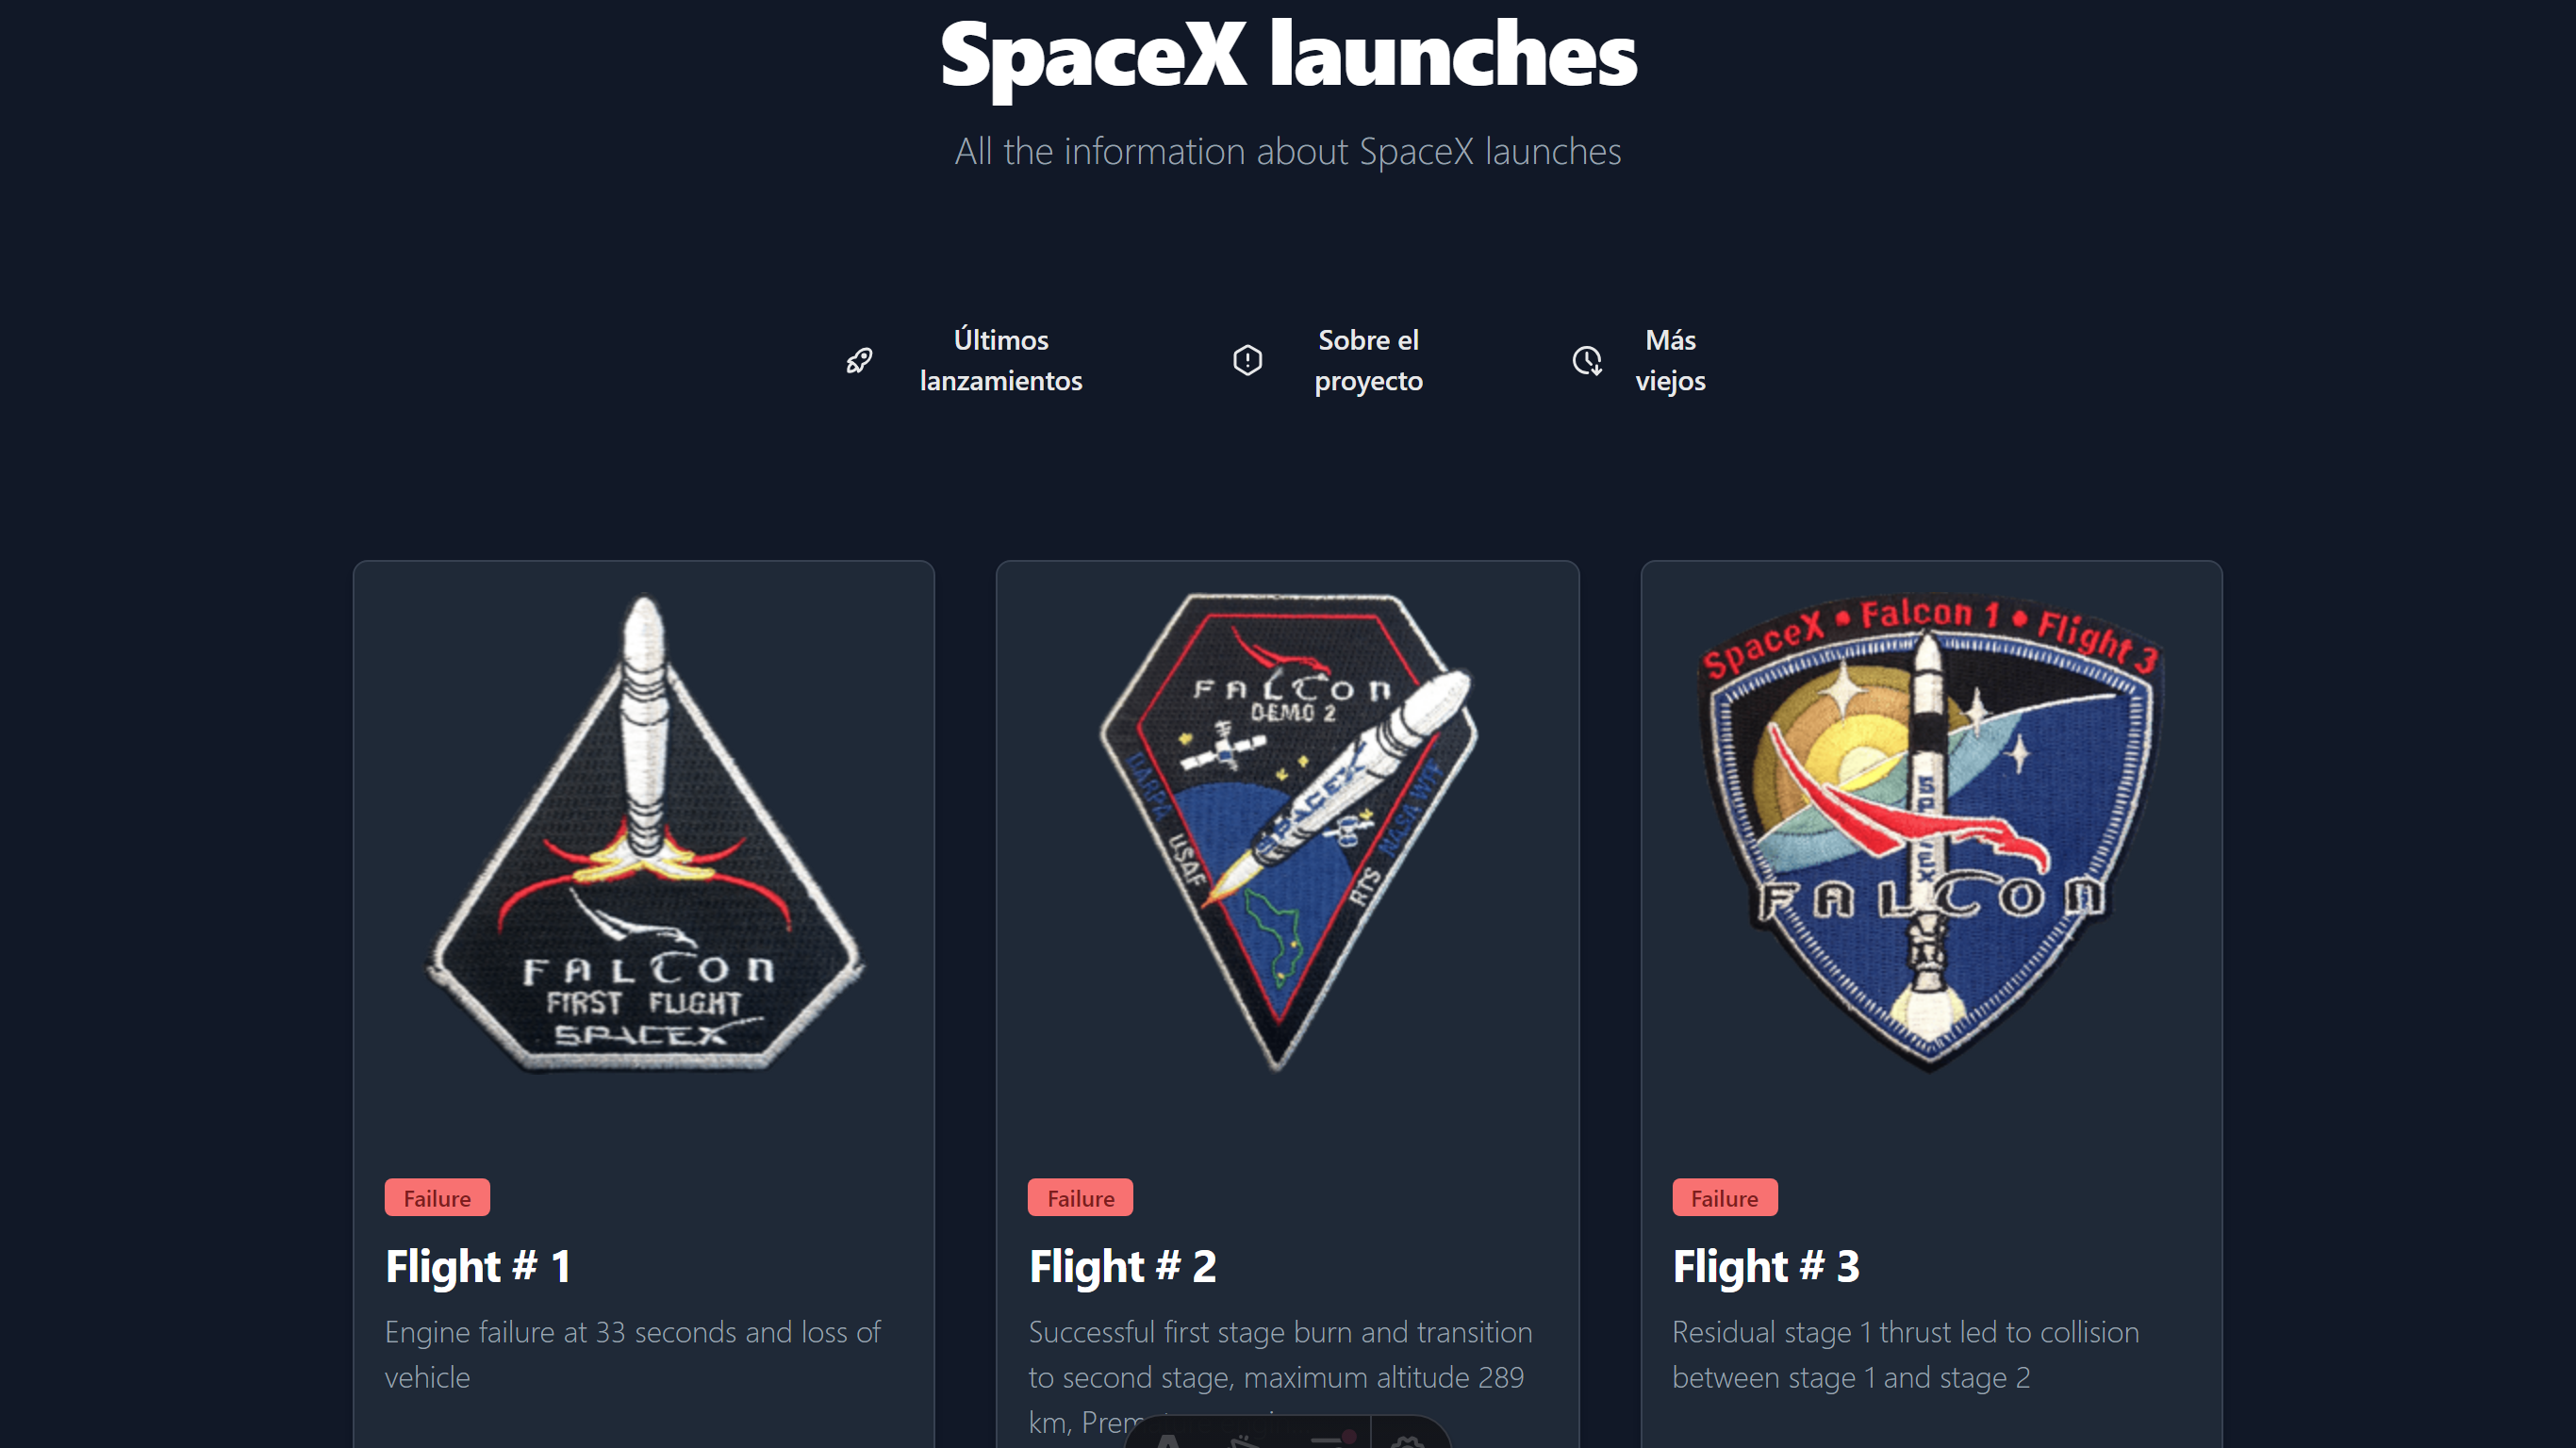 SpaceX launches
All the information about SpaceX launches
Últimos
lanzamientos
Sobre el
proyecto
Más
viejos
FALCON
FIRST FLIGHT
SPACEX
FALCON
DEMO 2
SPACEX
DARPA USAF
RTS NASA WFF
SpaceX • Falcon 1 • Flight 3
SPACEX
FALCON
Failure
Flight # 1
Engine failure at 33 seconds and loss of
vehicle
Failure
Flight # 2
Successful first stage burn and transition
to second stage, maximum altitude 289
km,
Failure
Flight # 3
Residual stage 1 thrust led to collision
between stage 1 and stage 2